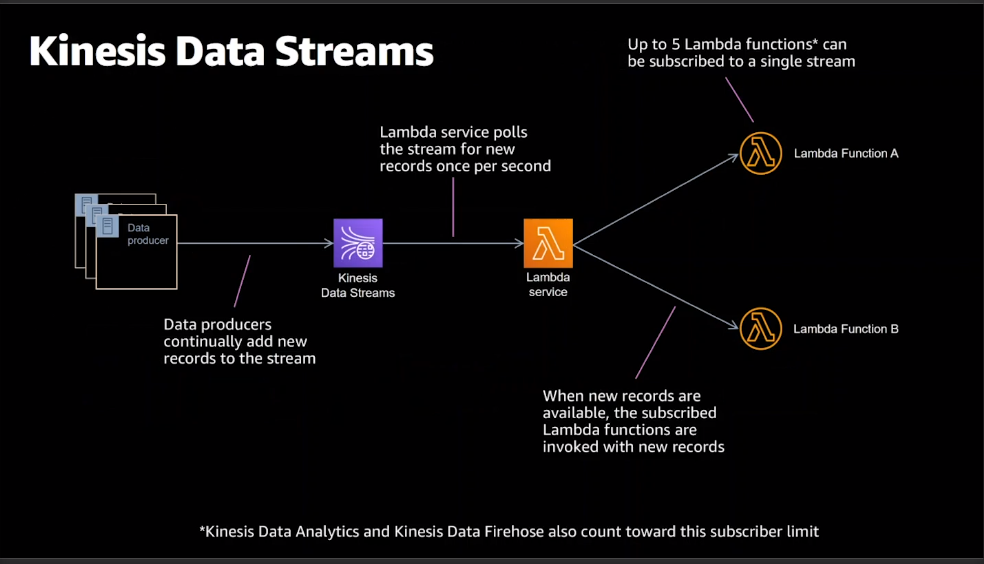 Kinesis Data Streams
Up to 5 Lambda functions* can
be subscribed to a single stream
Lambda service polls
the stream for new
records once per second
Lambda Function A
Data
producer
Kinesis
Data Streams
Lambda
service
Data producers
continually add new
records to the stream
Lambda Function B
When new records are
available, the subscribed
Lambda functions are
invoked with new records
*Kinesis Data Analytics and Kinesis Data Firehose also count toward this subscriber limit